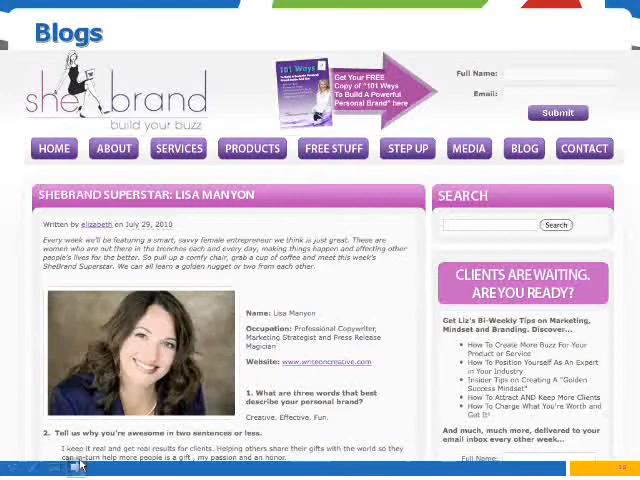 Blogs
she brand
build your buzz
101 Ways
Get Your FREE
Copy of "101 Ways
To Build A Powerful
Personal Brand" here
Full Name:
Email:
Submit
HOME ABOUT SERVICES PRODUCTS FREE STUFF STEP UP MEDIA BLOG CONTACT
SHEBRAND SUPERSTAR: LISA MANYON
Written by elizabeth on July 29, 2010
Every week we'll be featuring a smart, savvy female entrepreneur we think is just great. These are
women who are out there in the trenches each and every day, making things happen and affecting other
people's lives for the better. So pull up a comfy chair, grab a cup of coffee and meet this week's
SheBrand Superstar. We can all learn a golden nugget or two from each other.
Name: Lisa Manyon
Occupation: Professional Copywriter,
Marketing Strategist and Press Release
Magician
Website: www.writeoncreative.com
1. What are three words that best
describe your personal brand?
Creative. Effective. Fun.
2. Tell us why you're awesome in two sentences or less.
I keep it real and get real results for clients. Helping others share their gifts with the world so they
can in-turn help more people is a gift , my passion and an honor.
SEARCH
Search
CLIENTS ARE WAITING.
ARE YOU READY?
Get Liz's Bi-Weekly Tips on Marketing,
Mindset and Branding. Discover...
How To Create More Buzz For Your
Product or Service
How To Position Yourself As An Expert
in Your Industry
Insider Tips on Creating A "Golden
Success Mindset"
How To Attract AND Keep More Clients
How To Charge What You're Worth and
Get It!
And much, much more, delivered to your
email inbox every other week...
Full Name: